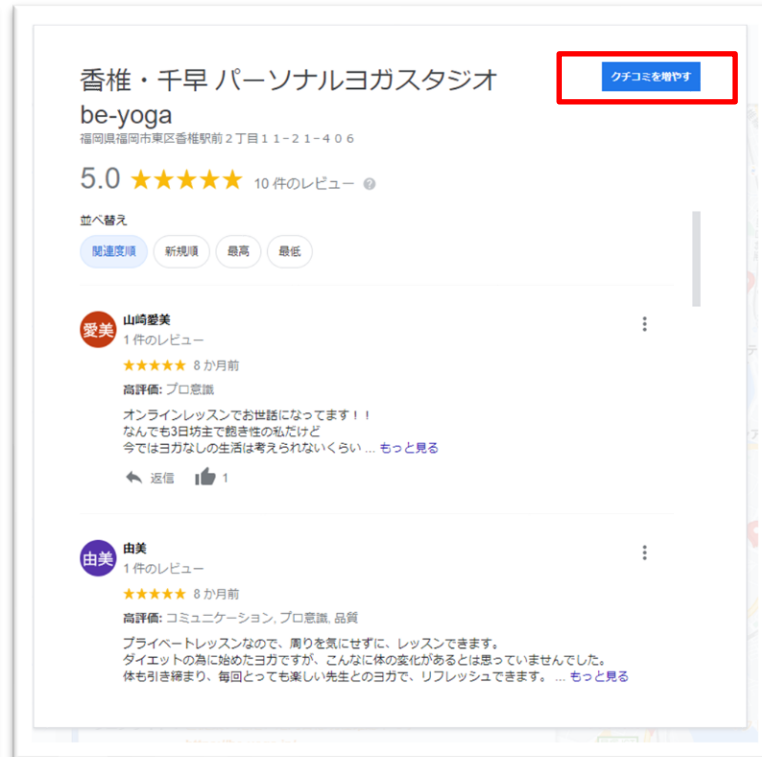 香椎・千早 パーソナルヨガスタジオ
be-yoga
クチコミを増やす
福岡県福岡市東区香椎駅前2丁目11-21-406
5.0 ★★★★★ 10 件のレビュー
並べ替え
関連度順 新規順 最高 最低
愛美 山崎愛美
1 件のレビュー
★★★★★ 8 か月前
高評価: プロ意識
オンラインレッスンでお世話になってます！！
なんでも3日坊主で飽き性の私だけど
今ではヨガなしの生活は考えられないくらい ... もっと見る
返信 1
由美 由美
1 件のレビュー
★★★★★ 8 か月前
高評価: コミュニケーション, プロ意識, 品質
プライベートレッスンなので、周りを気にせずに、レッスンできます。
ダイエットの為に始めたヨガですが、こんなに体の変化があるとは思っていませんでした。
体も引き締まり、毎回とっても楽しい先生とのヨガで、リフレッシュできます。 ... もっと見る